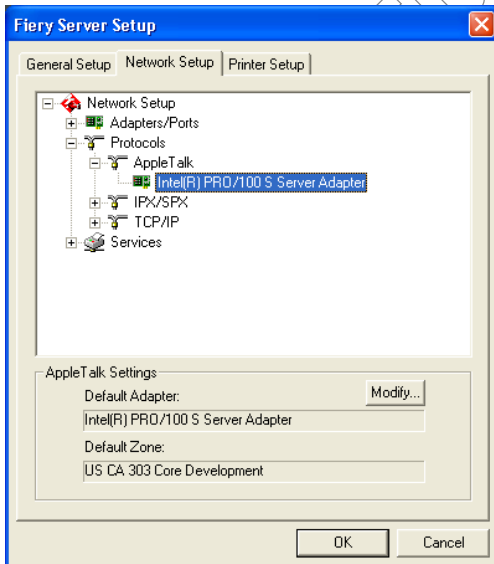 Fiery Server Setup
General Setup Network Setup Printer Setup
Network Setup
Adapters/Ports
Protocols
AppleTalk
Intel(R) PRO/100 S Server Adapter
IPX/SPX
TCP/IP
Services
AppleTalk Settings
Default Adapter:
Modify...
Intel(R) PRO/100 S Server Adapter
Default Zone:
US CA 303 Core Development
OK Cancel